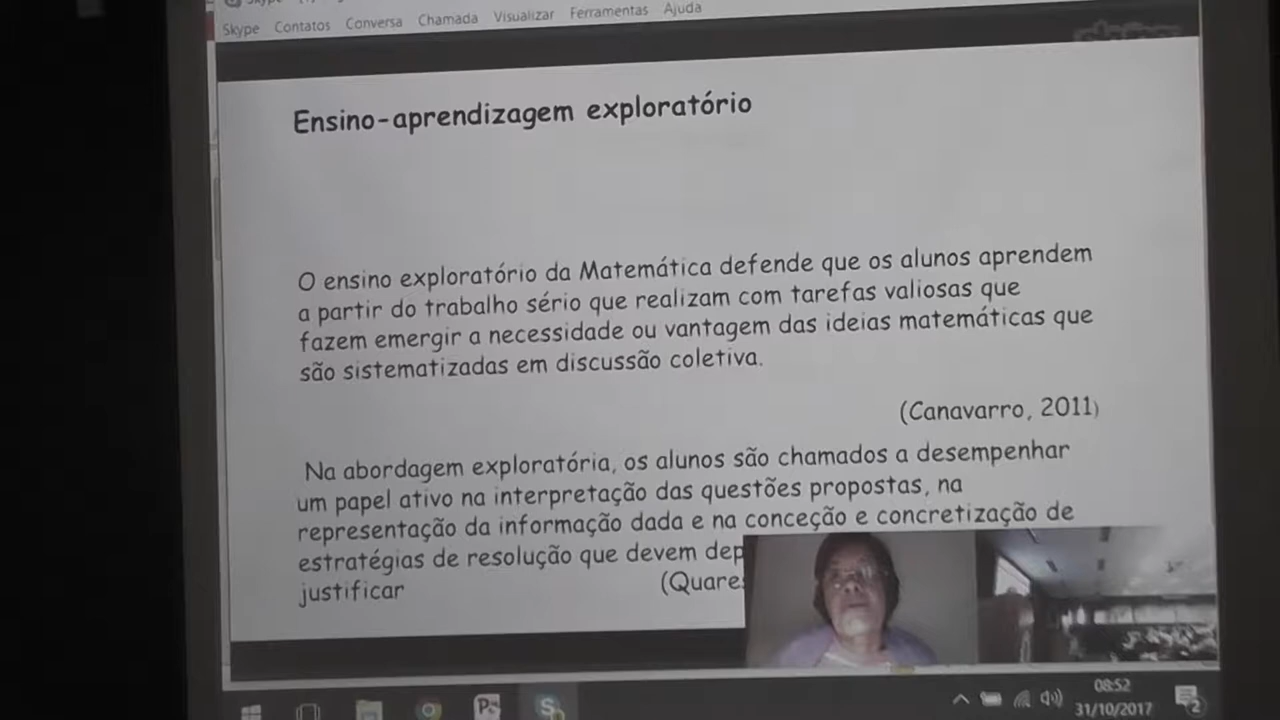 Skype Contatos Conversa Chamada Visualizar Ferramentas Ajuda
Ensino-aprendizagem exploratório
O ensino exploratório da Matemática defende que os alunos aprendem
a partir do trabalho sério que realizam com tarefas valiosas que
fazem emergir a necessidade ou vantagem das ideias matemáticas que
são sistematizadas em discussão coletiva.
(Canavarro, 2011)
Na abordagem exploratória, os alunos são chamados a desempenhar
um papel ativo na interpretação das questões propostas, na
representação da informação dada e na conceção e concretização de
estratégias de resolução que devem dep
justificar (Quares
08:52
31/10/2017
2